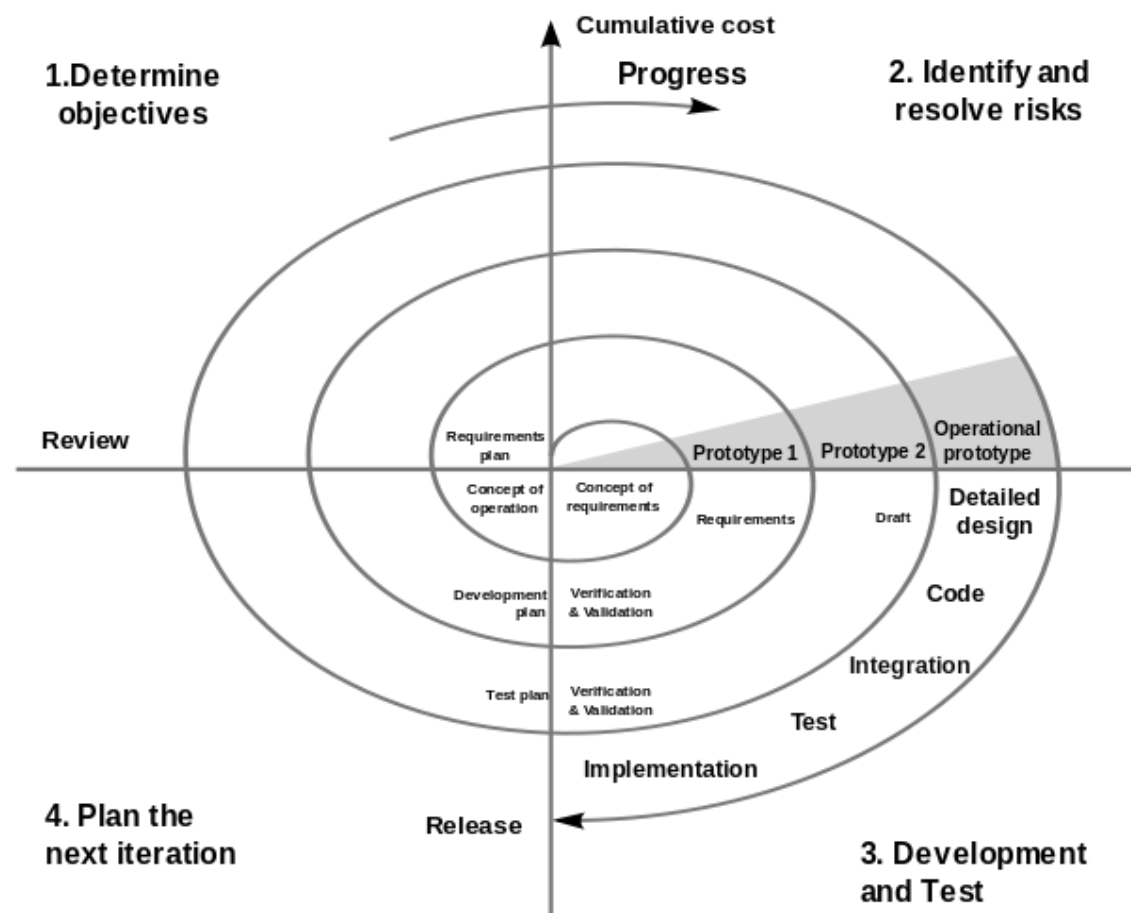 Cumulative cost
Progress
1.Determine
objectives
2. Identify and
resolve risks
Review
Requirements
plan
Prototype 1
Prototype 2
Operational
prototype
Concept of
operation
Concept of
requirements
Requirements
Draft
Detailed
design
Development
plan
Verification
& Validation
Code
Integration
Test plan
Verification
& Validation
Test
Implementation
Release
4. Plan the
next iteration
3. Development
and Test